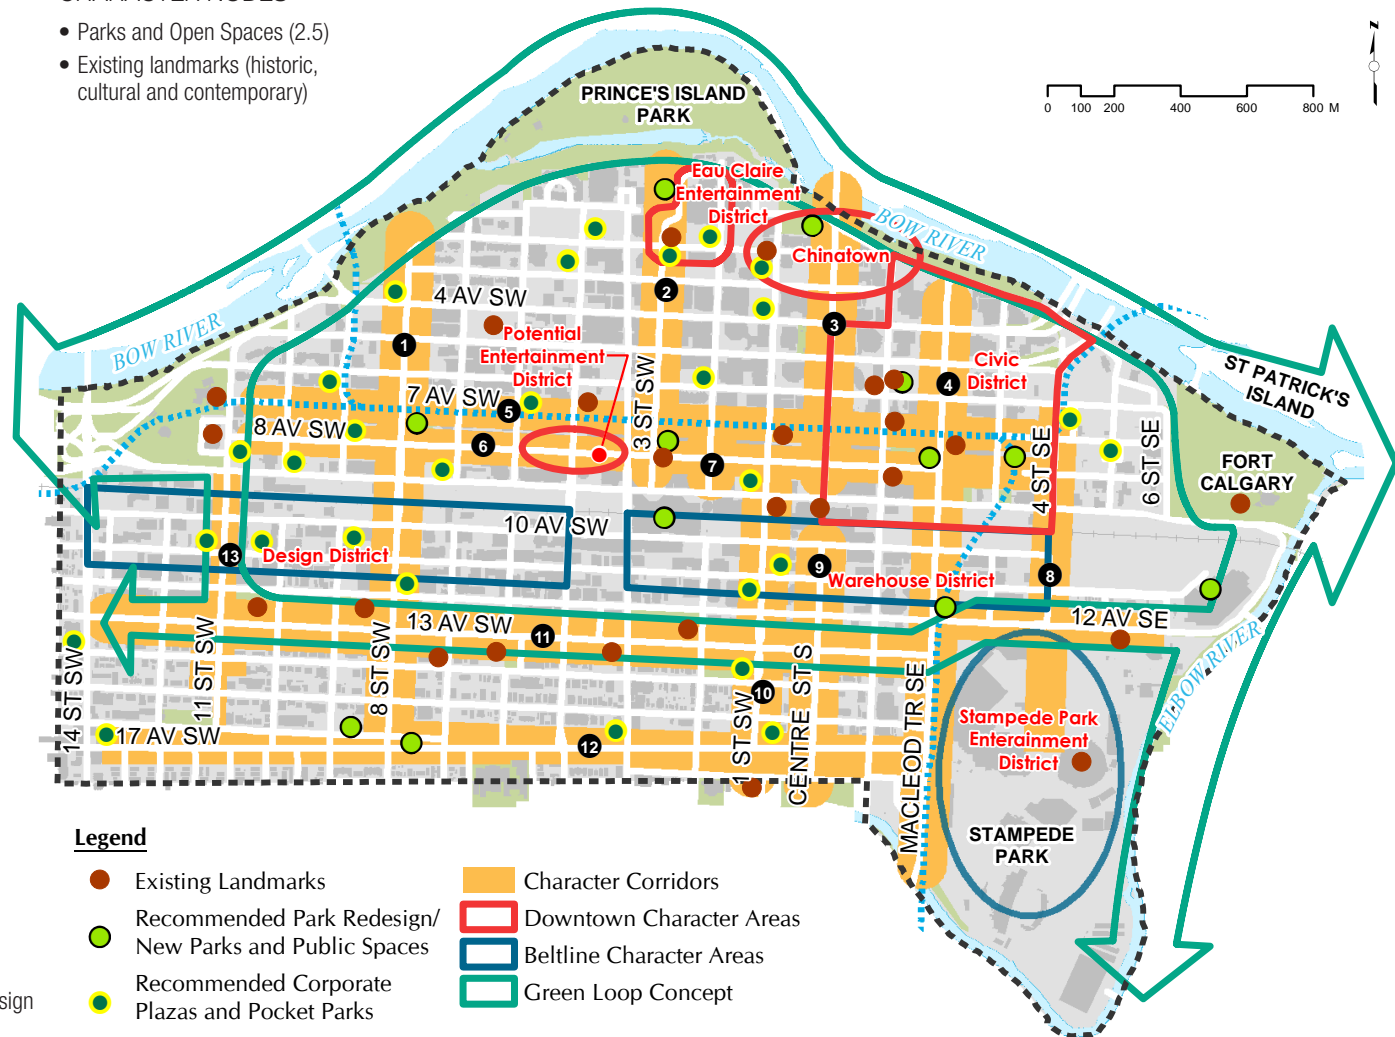 • Parks and Open Spaces (2.5)
• Existing landmarks (historic,
cultural and contemporary)
N
0 100 200 400 600 800 M
PRINCE'S ISLAND
PARK
Eau Claire
Entertainment
District
BOW RIVER
Chinatown
2
4 AV SW
3
1
Potential
Entertainment
District
BOW RIVER
Civic
District
4
ST PATRICK'S
ISLAND
3 ST SW
7 AV SW
5
8 AV SW
6
7
4 ST SE
6 ST SE
FORT
CALGARY
10 AV SW
13
Design District
9
Warehouse District
8
12 AV SE
13 AV SW
11
14 ST SW
11 ST SW
8 ST SW
10
1 ST SW
CENTRE ST S
MACLEOD TR SE
ELBOW RIVER
17 AV SW
12
Stampede Park
Enterainment
District
STAMPEDE
PARK
Legend
Existing Landmarks
Recommended Park Redesign/
New Parks and Public Spaces
Recommended Corporate
Plazas and Pocket Parks
Character Corridors
Downtown Character Areas
Beltline Character Areas
Green Loop Concept
sign